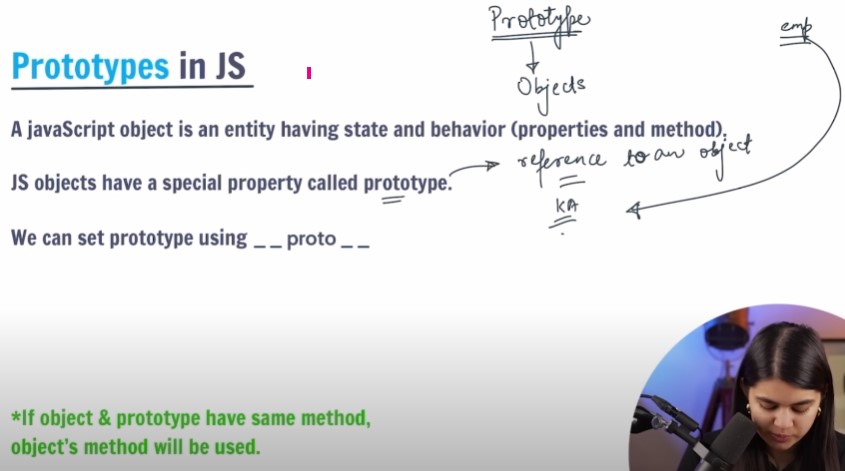 Prototype
emp
Prototypes in JS
Objects
A javaScript object is an entity having state and behavior (properties and method).
reference to an object
JS objects have a special property called prototype.
KA
We can set prototype using _ _ proto _ _
*If object & prototype have same method,
object's method will be used.